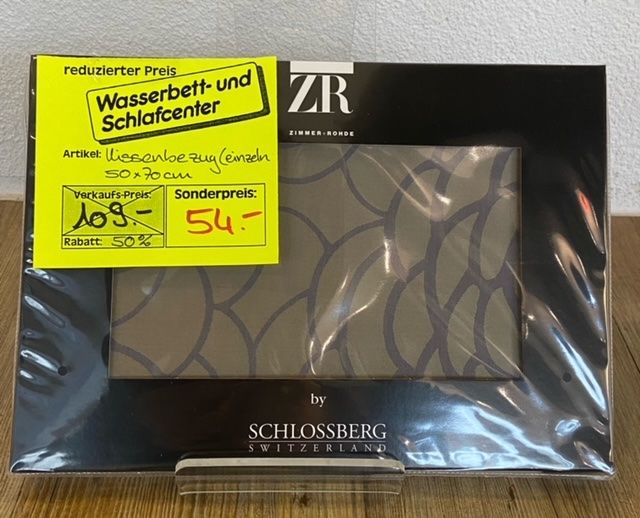 reduzierter Preis
Wasserbett- und
Schlafcenter
Artikel: Kissenbezug (einzeln
50x70cm
Verkaufs-Preis: Sonderpreis:
109.- 54.-
Rabatt: 50%
ZR
ZIMMER + ROHDE
by
SCHLOSSBERG
SWITZERLAND